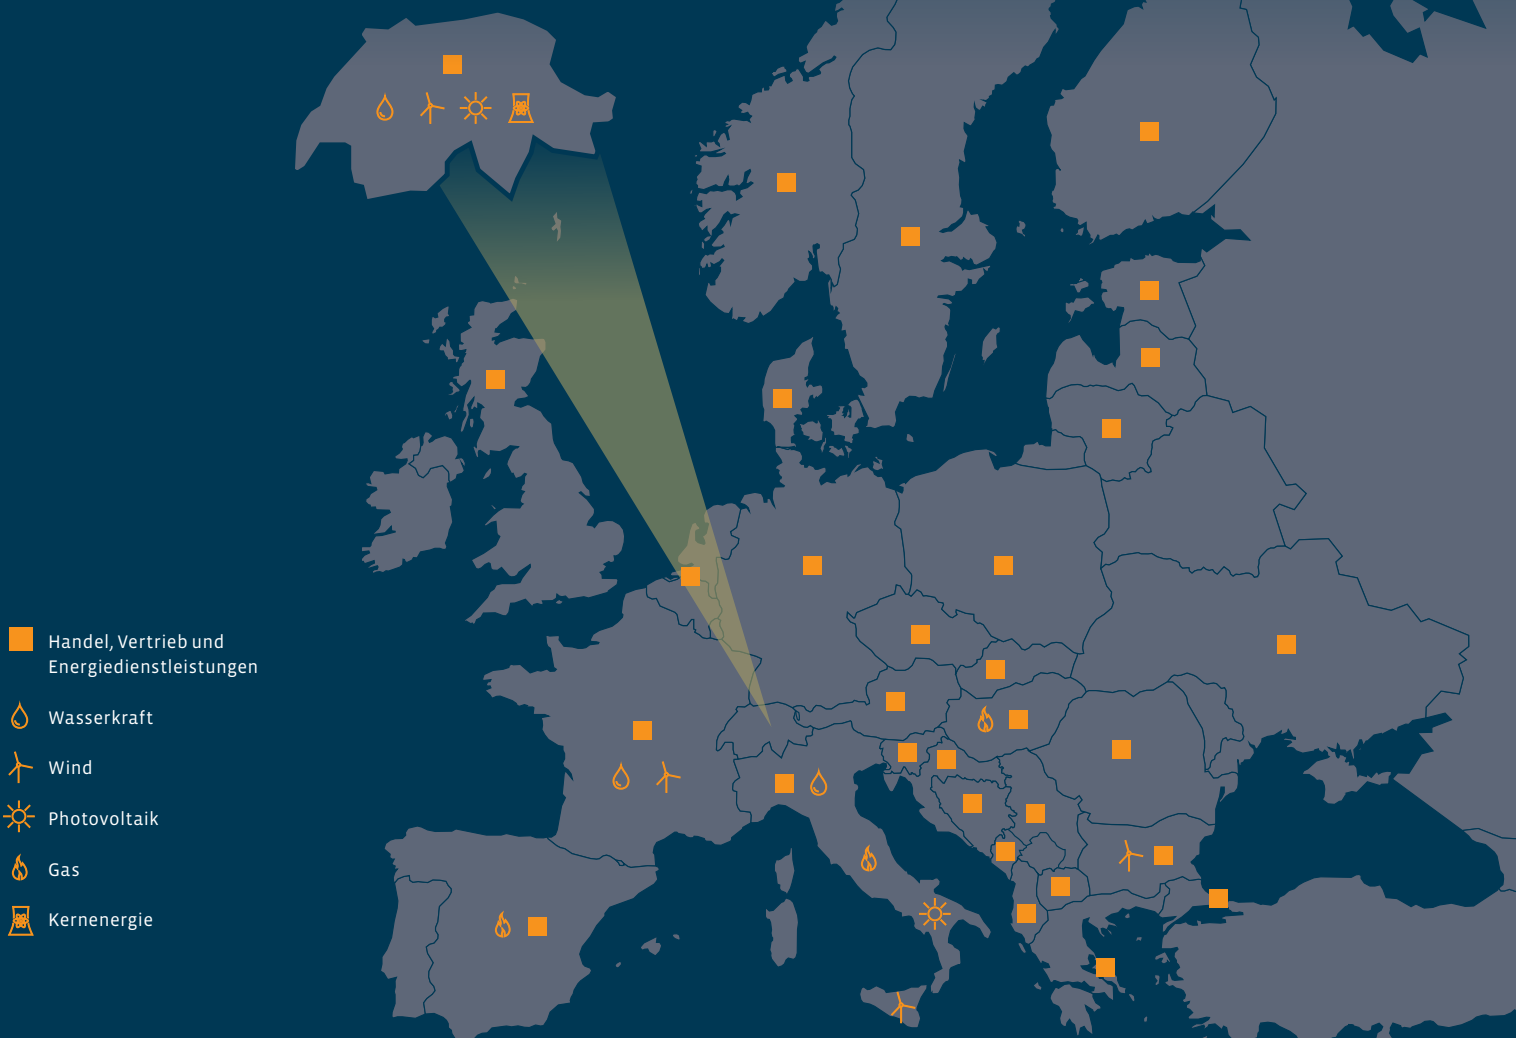 Handel, Vertrieb und
Energiedienstleistungen
Wasserkraft
Wind
Photovoltaik
Gas
Kernenergie